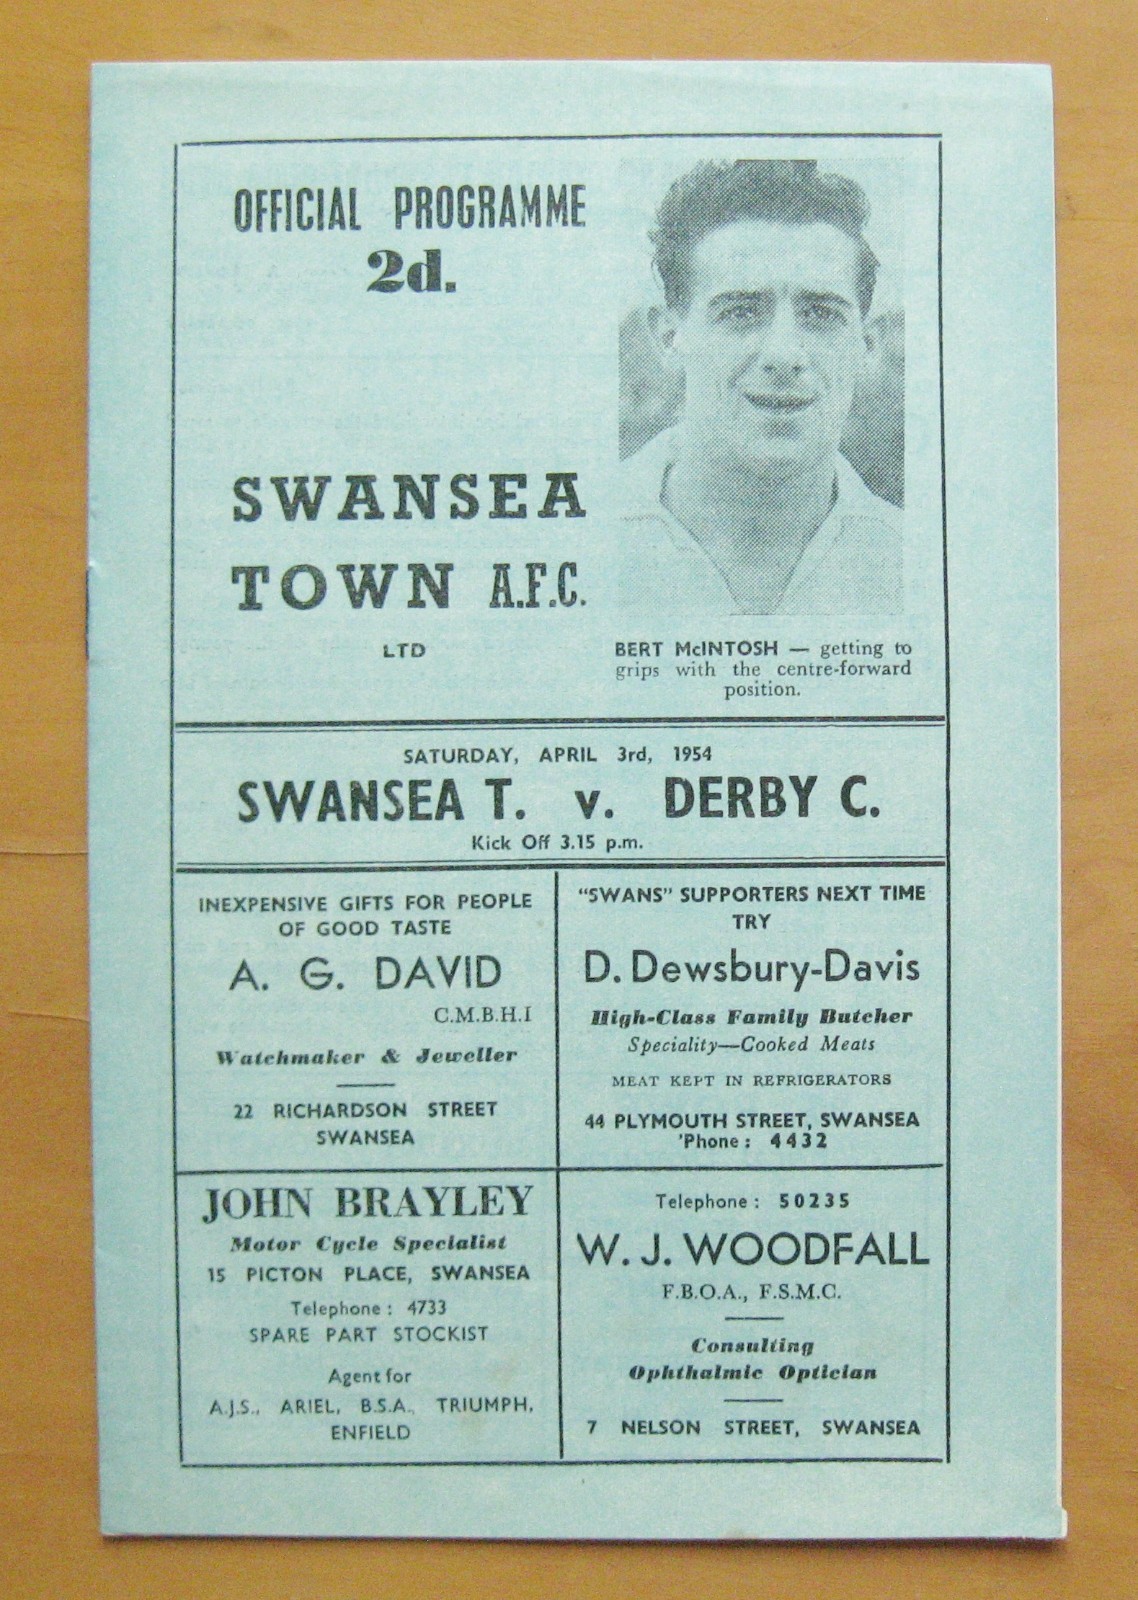 OFFICIAL PROGRAMME
2d.
SWANSEA
TOWN A.F.C.
LTD
BERT McINTOSH — getting to
grips with the centre-forward
position.
SATURDAY, APRIL 3rd, 1954
SWANSEA T. v. DERBY C.
Kick Off 3.15 p.m.
INEXPENSIVE GIFTS FOR PEOPLE
OF GOOD TASTE
A. G. DAVID
C.M.B.H.I
Watchmaker & Jeweller
22 RICHARDSON STREET
SWANSEA
"SWANS" SUPPORTERS NEXT TIME
TRY
D. Dewsbury-Davis
High-Class Family Butcher
Speciality—Cooked Meats
MEAT KEPT IN REFRIGERATORS
44 PLYMOUTH STREET, SWANSEA
'Phone : 4432
JOHN BRAYLEY
Motor Cycle Specialist
15 PICTON PLACE, SWANSEA
Telephone : 4733
SPARE PART STOCKIST
Agent for
A.J.S., ARIEL, B.S.A., TRIUMPH,
ENFIELD
Telephone : 50235
W. J. WOODFALL
F.B.O.A., F.S.M.C.
Consulting
Ophthalmic Optician
7 NELSON STREET, SWANSEA